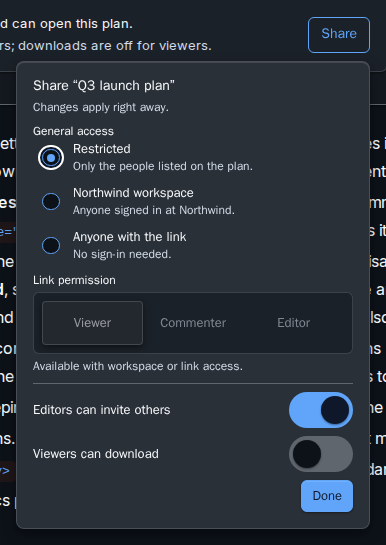 d can open this plan.
rs; downloads are off for viewers.
Share
Share “Q3 launch plan”
Changes apply right away.
General access
Restricted
Only the people listed on the plan.
Northwind workspace
Anyone signed in at Northwind.
Anyone with the link
No sign-in needed.
Link permission
Viewer
Commenter
Editor
Available with workspace or link access.
Editors can invite others
Viewers can download
Done